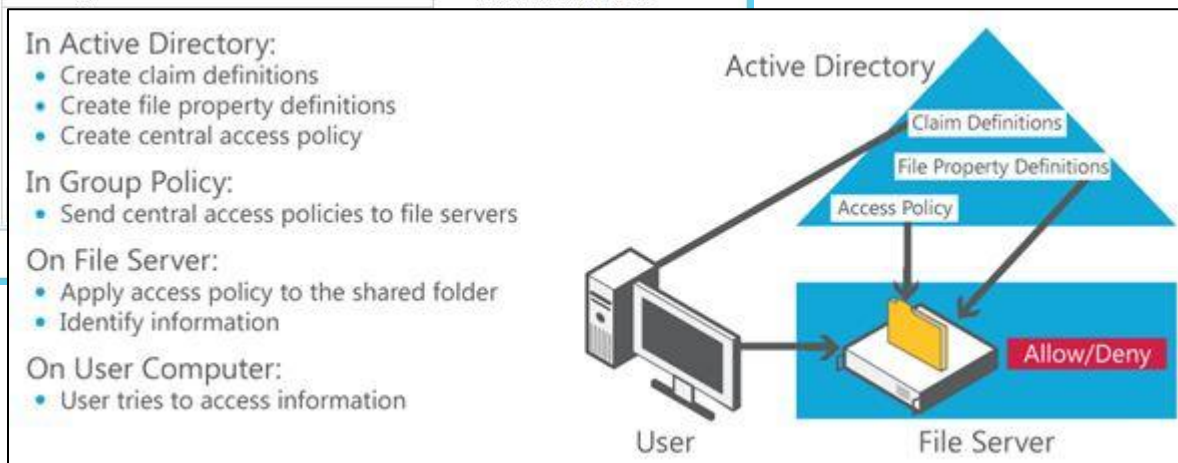 In Active Directory:
• Create claim definitions
• Create file property definitions
• Create central access policy
In Group Policy:
• Send central access policies to file servers
On File Server:
• Apply access policy to the shared folder
• Identify information
On User Computer:
• User tries to access information
Active Directory
Claim Definitions
File Property Definitions
Access Policy
Allow/Deny
User
File Server